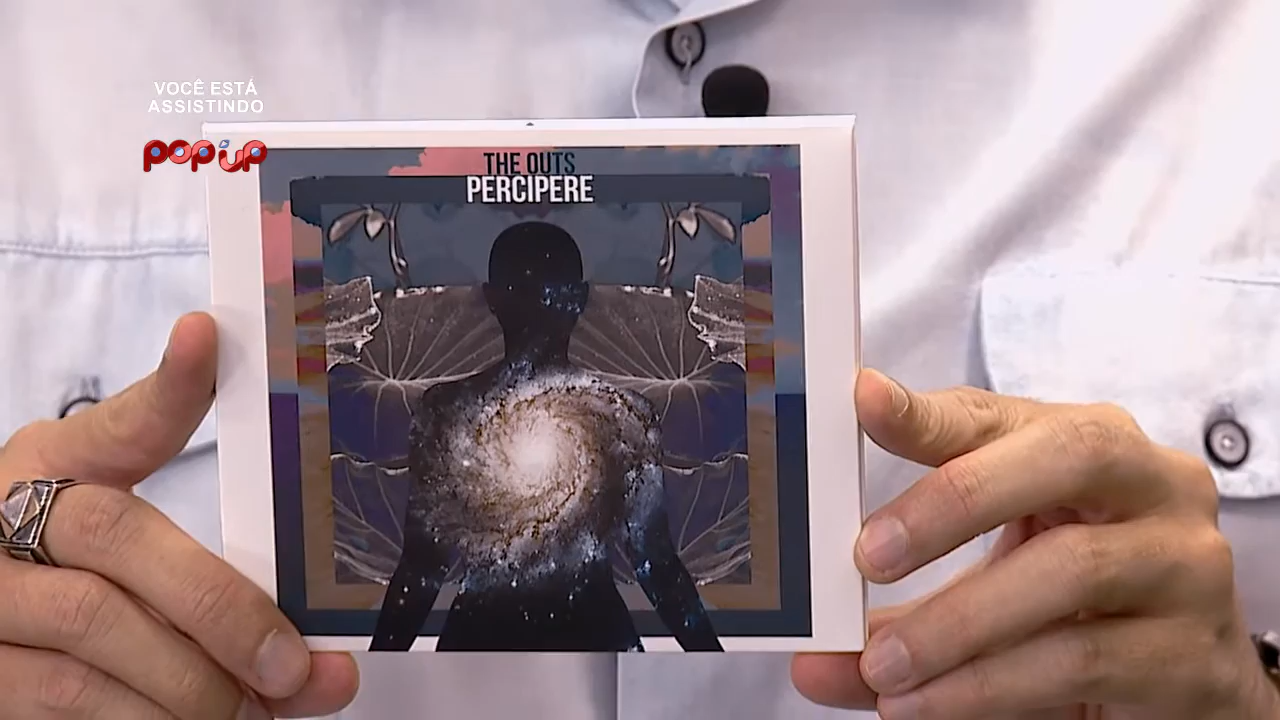 VOCÊ ESTÁ
ASSISTINDO
POP UP
THE OUTS
PERCIPERE